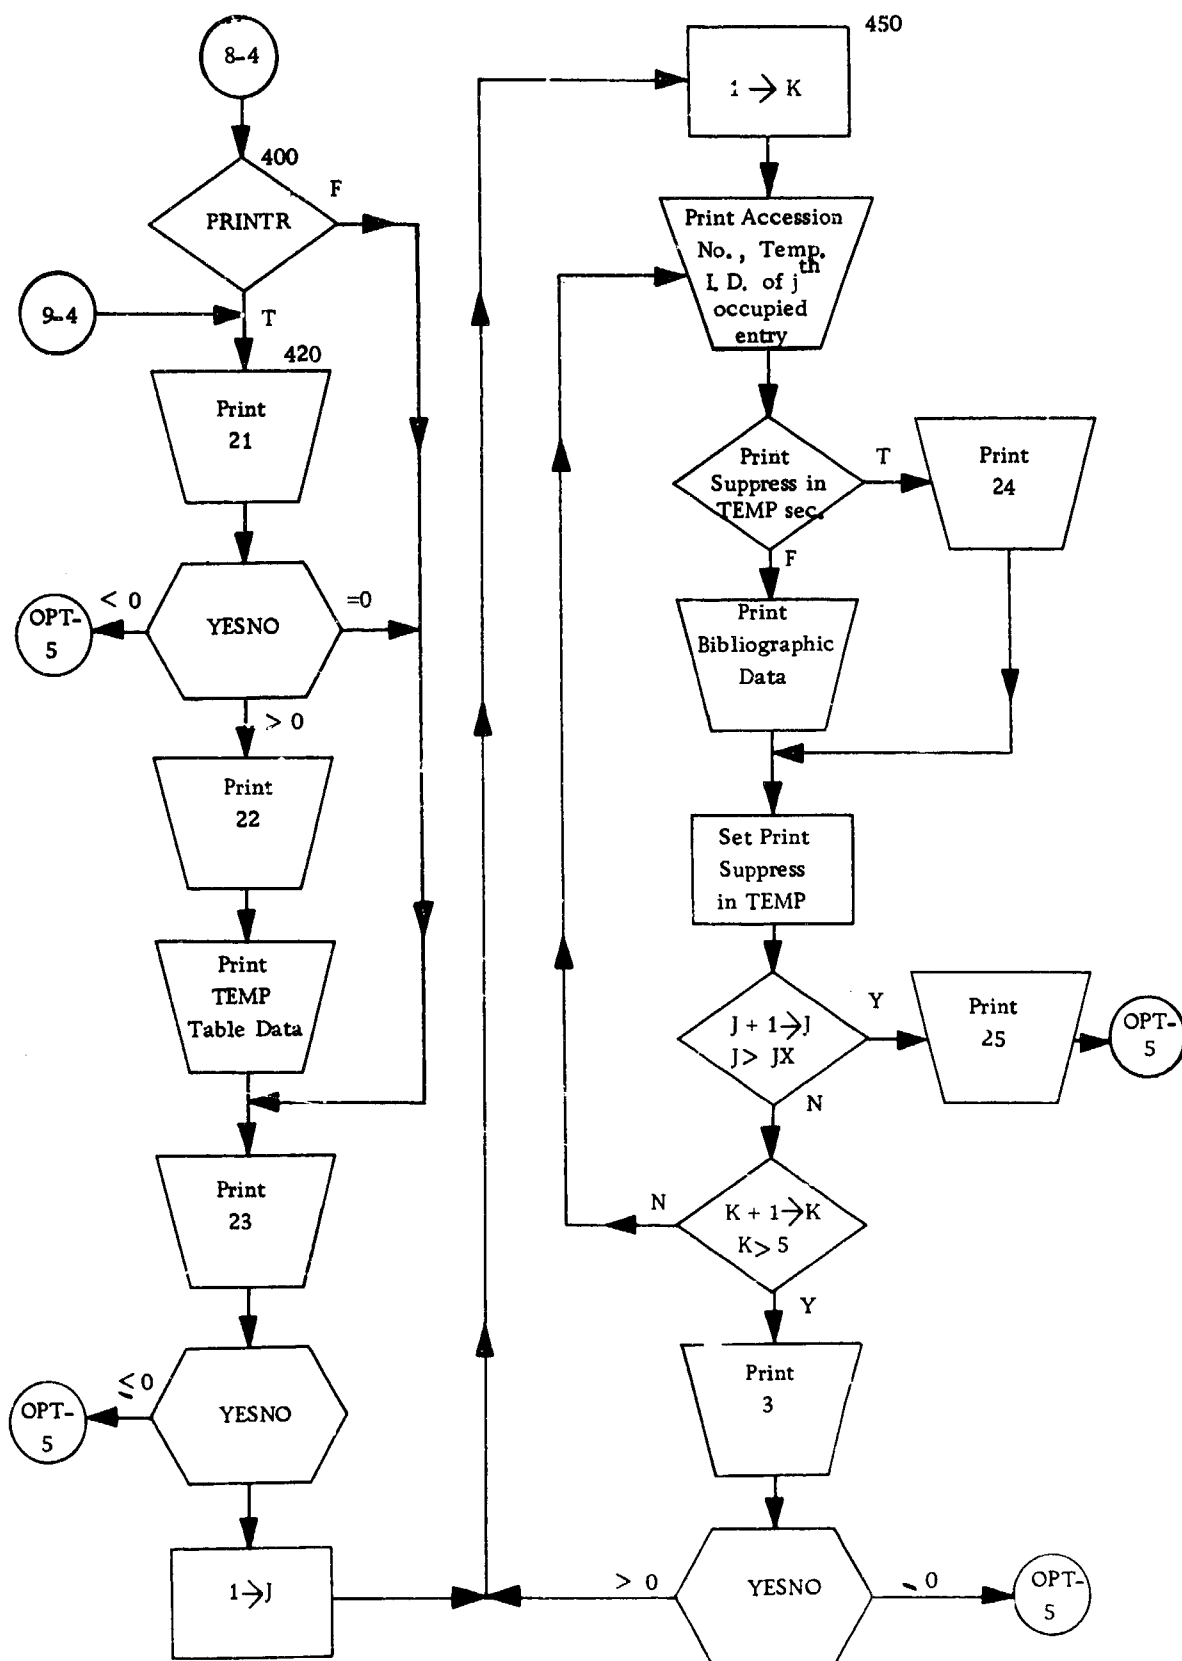 8-4
400
PRINTR
F
9-4
T
420
Print
21
YESNO
< 0
OPT-
5
=0
> 0
Print
22
Print
TEMP
Table Data
Print
23
YESNO
≤0
OPT-
5
1→J
450
1 → K
Print Accession
No., Temp.
I. D. of jth
occupied
entry
Print
Suppress in
TEMP sec.
T
Print
24
F
Print
Bibliographic
Data
Set Print
Suppress
in TEMP
J + 1→J
J> JX
Y
Print
25
OPT-
5
N
K + 1→K
K> 5
N
Y
Print
3
YESNO
> 0
0
OPT-
5